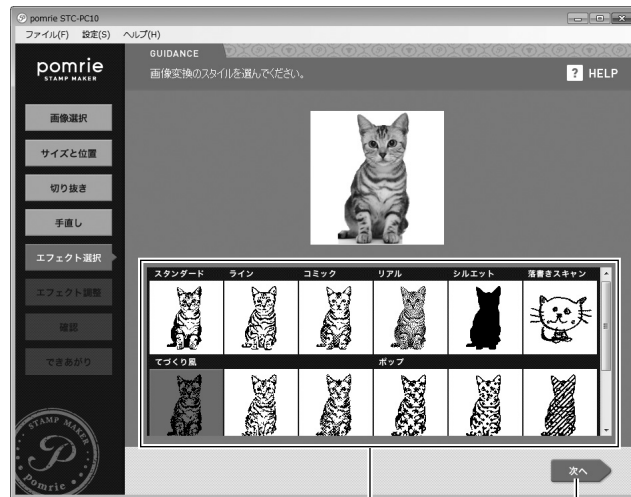 pomrie STC-PC10
ファイル(F) 設定(S) ヘルプ(H)
pomrie
STAMP MAKER
GUIDANCE
画像変換のスタイルを選んでください。
? HELP
画像選択
サイズと位置
切り抜き
手直し
エフェクト選択
エフェクト調整
確認
できあがり
スタンダード ライン コミック リアル シルエット 落書きスキャン
てづくり風 ポップ
STAMP MAKER
P
Pomrie
次へ